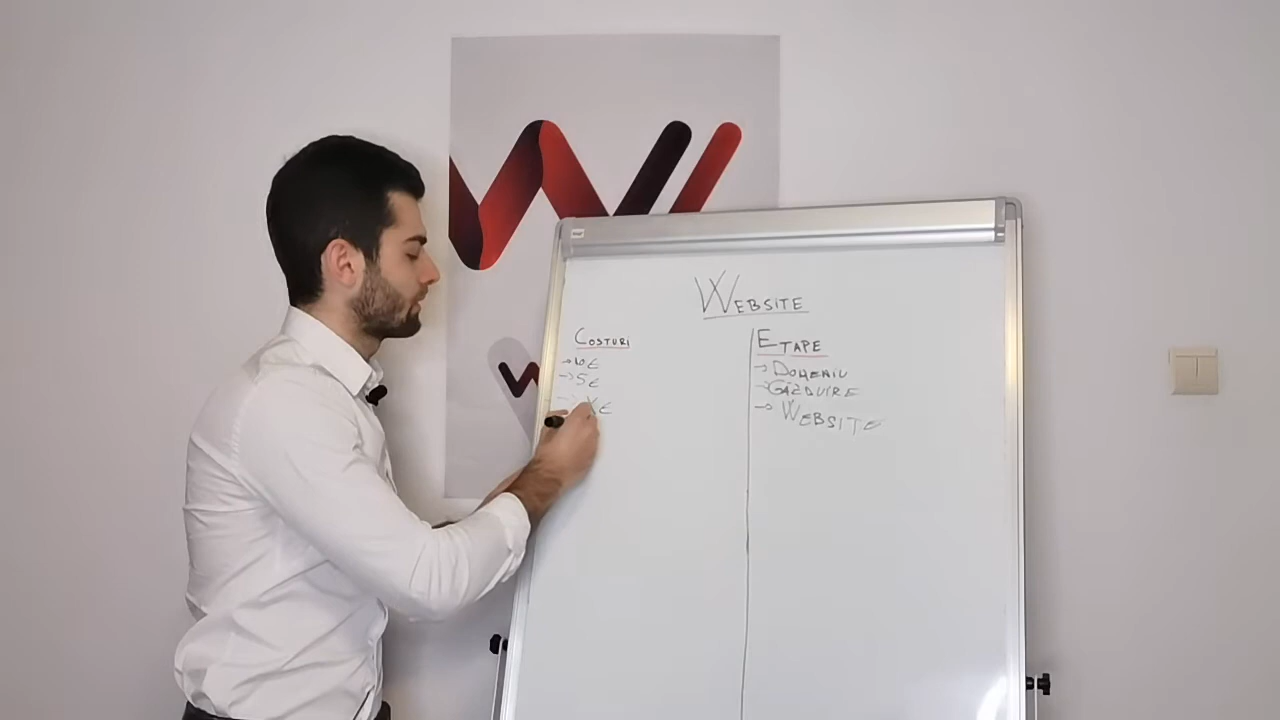 WEBSITE
COSTURI
→10€
→5€
→X€
ETAPE
→DOMENIU
→GĂZDUIRE
→WEBSITE